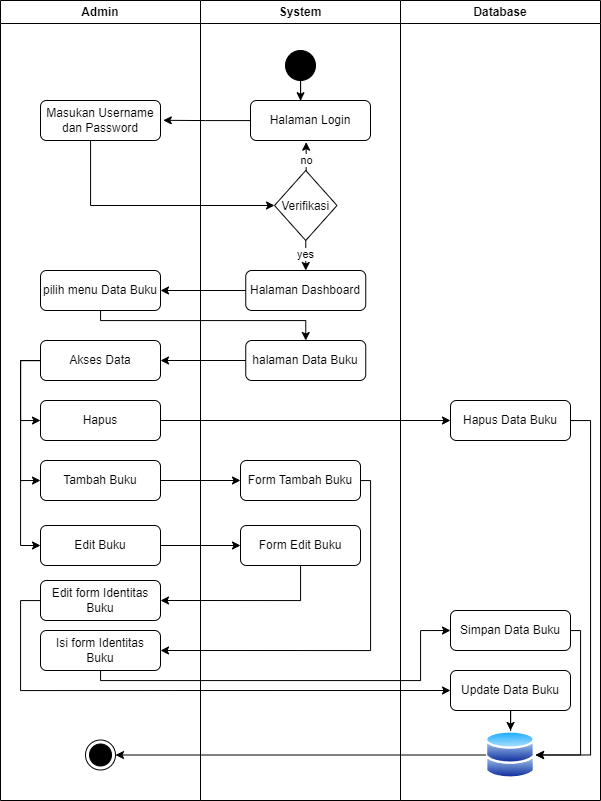 Admin
System
Database
Masukan Username
dan Password
Halaman Login
no
Verifikasi
yes
pilih menu Data Buku
Halaman Dashboard
Akses Data
halaman Data Buku
Hapus
Hapus Data Buku
Tambah Buku
Form Tambah Buku
Edit Buku
Form Edit Buku
Edit form Identitas
Buku
Isi form Identitas
Buku
Simpan Data Buku
Update Data Buku